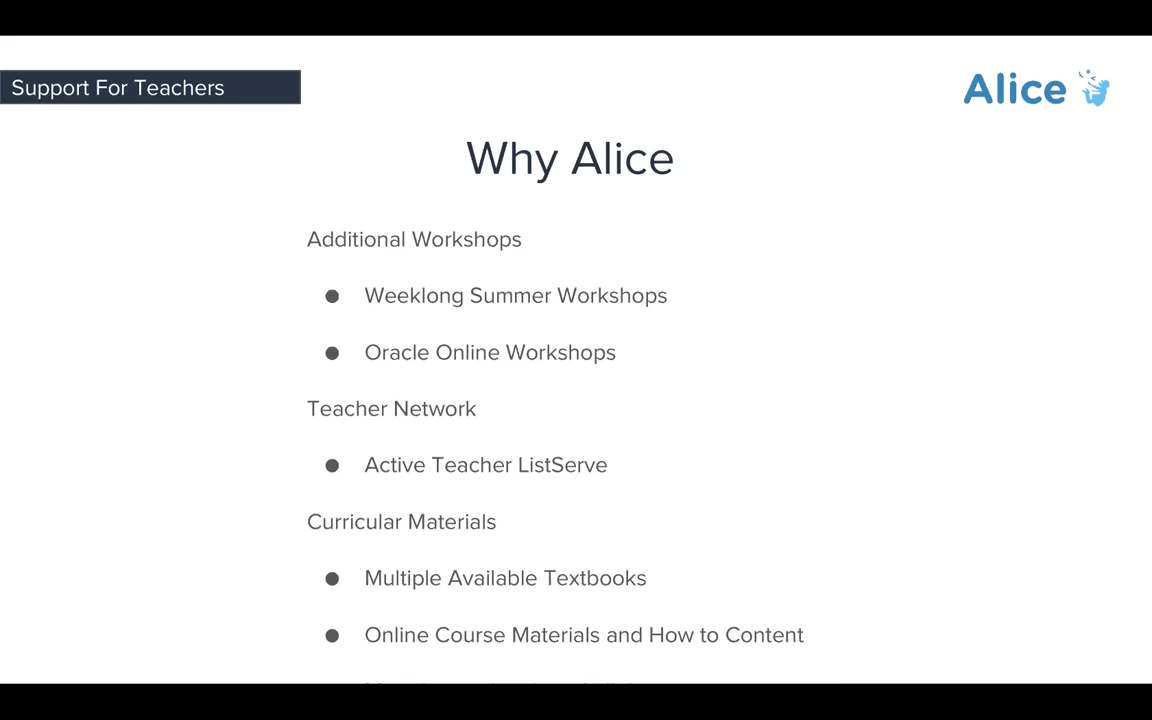 Support For Teachers
Alice
Why Alice
Additional Workshops
● Weeklong Summer Workshops
● Oracle Online Workshops
Teacher Network
● Active Teacher ListServe
Curricular Materials
● Multiple Available Textbooks
● Online Course Materials and How to Content